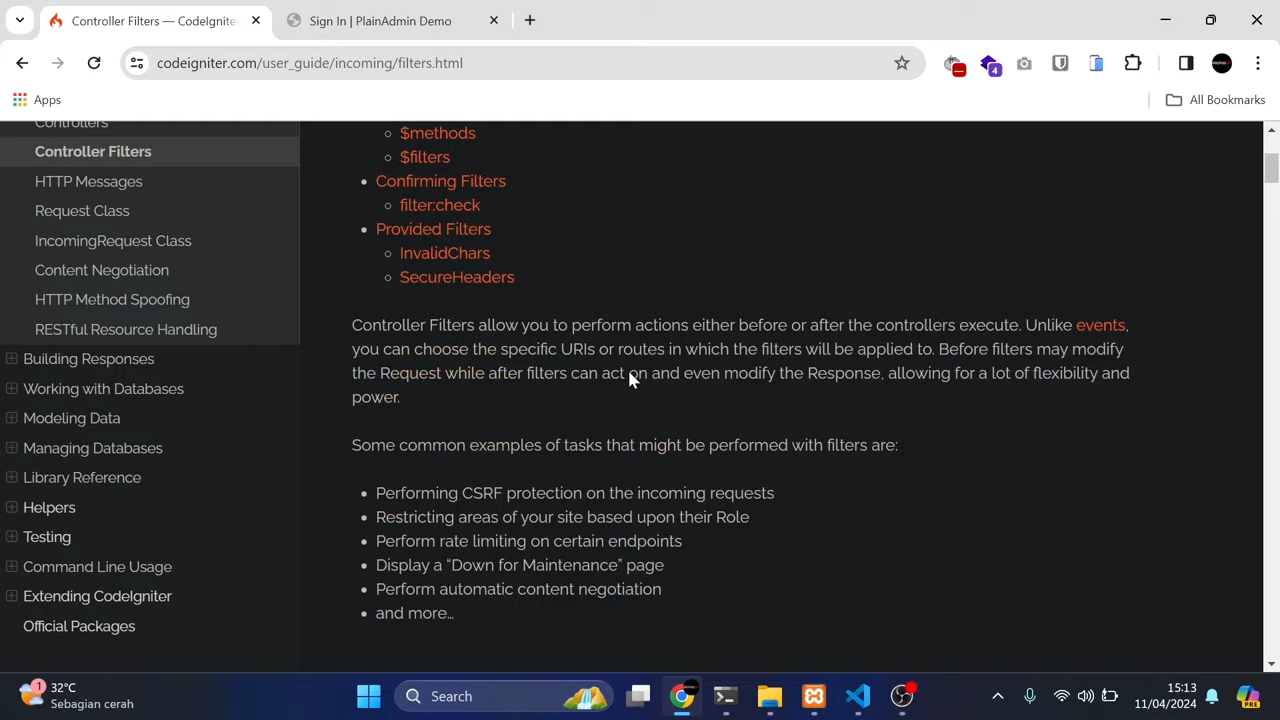 Controller Filters — CodeIgnite
Sign In | PlainAdmin Demo
codeigniter.com/user_guide/incoming/filters.html
4
Apps
All Bookmarks
Controllers
Controller Filters
HTTP Messages
Request Class
IncomingRequest Class
Content Negotiation
HTTP Method Spoofing
RESTful Resource Handling
Building Responses
Working with Databases
Modeling Data
Managing Databases
Library Reference
Helpers
Testing
Command Line Usage
Extending CodeIgniter
Official Packages
$methods
$filters
Confirming Filters
filter:check
Provided Filters
InvalidChars
SecureHeaders
Controller Filters allow you to perform actions either before or after the controllers execute. Unlike events,
you can choose the specific URIs or routes in which the filters will be applied to. Before filters may modify
the Request while after filters can act on and even modify the Response, allowing for a lot of flexibility and
power.
Some common examples of tasks that might be performed with filters are:
Performing CSRF protection on the incoming requests
Restricting areas of your site based upon their Role
Perform rate limiting on certain endpoints
Display a “Down for Maintenance” page
Perform automatic content negotiation
and more…
1
32°C
Sebagian cerah
Search
15:13
11/04/2024
PRE